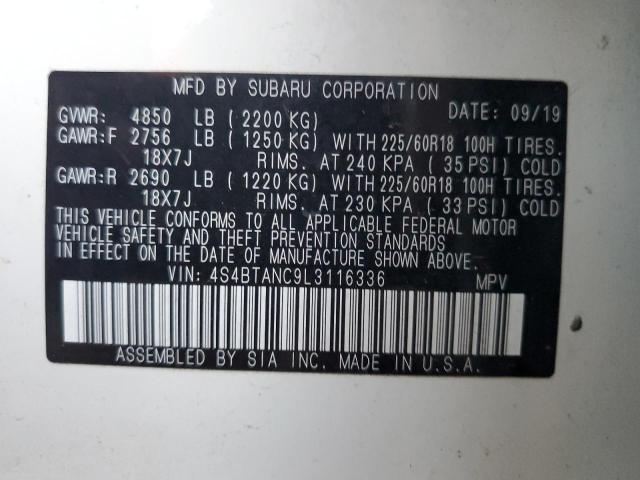 MFD BY SUBARU CORPORATION
GVWR: 4850 LB ( 2200 KG) DATE: 09/19
GAWR:F 2756 LB ( 1250 KG) WITH 225/60R18 100H TIRES.
18X7J RIMS. AT 240 KPA ( 35 PSI) COLD
GAWR:R 2690 LB ( 1220 KG) WITH 225/60R18 100H TIRES.
18X7J RIMS. AT 230 KPA ( 33 PSI) COLD
THIS VEHICLE CONFORMS TO ALL APPLICABLE FEDERAL MOTOR
VEHICLE SAFETY AND THEFT PREVENTION STANDARDS
IN EFFECT ON THE DATE OF MANUFACTURE SHOWN ABOVE.
VIN: 4S4BTANC9L3116336 MPV
ASSEMBLED BY SIA INC. MADE IN U.S.A.